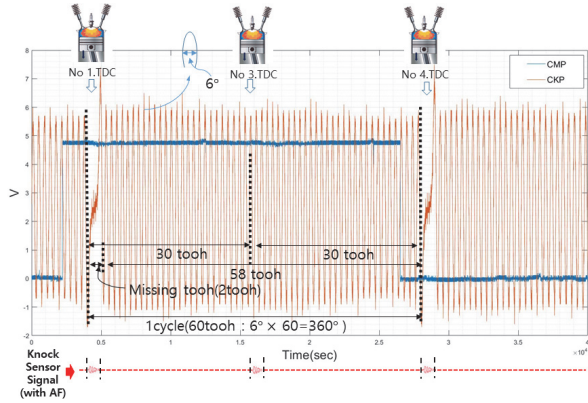 No 1.TDC
No 3.TDC
No 4.TDC
6°
CMP
CKP
8
7
6
5
4
3
2
1
0
-1
-2
V
30 tooh
30 tooh
58 tooh
Missing tooh(2tooh)
1cycle(60tooh : 6° × 60=360° )
0 0.5 1 1.5 2 2.5 3 3.5 4
Time(sec)
Knock
Sensor
Signal
(with AF)